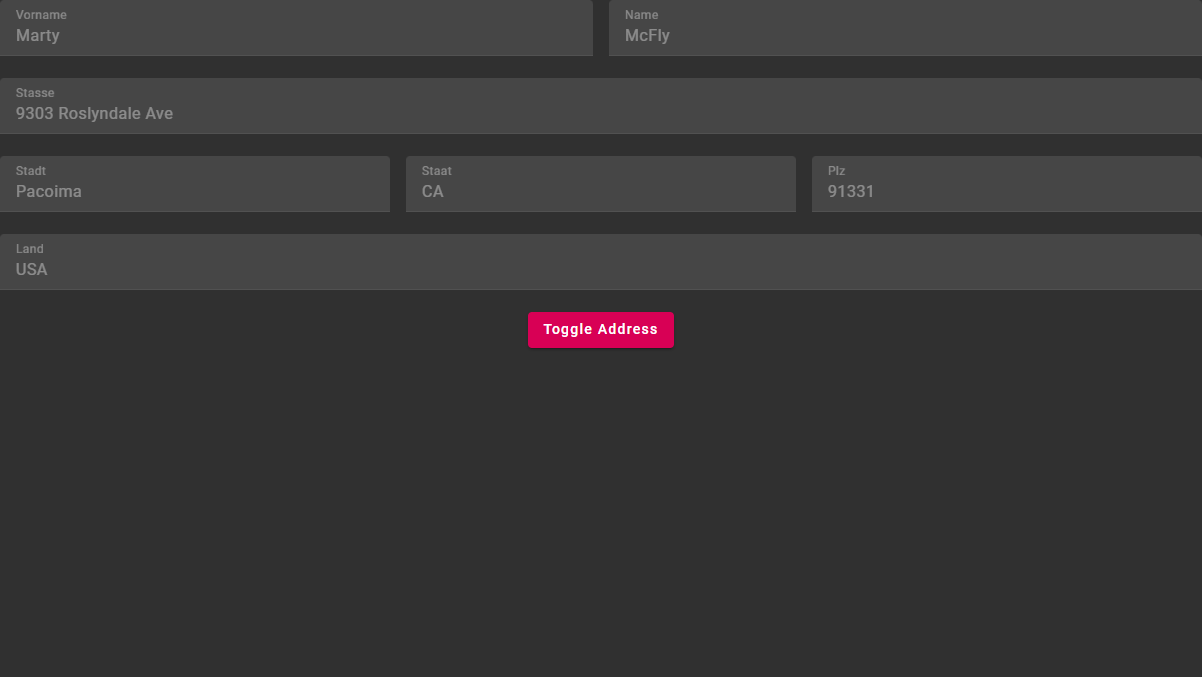 Vorname Name
Marty McFly
Stasse
9303 Roslyndale Ave
Stadt Staat Plz
Pacoima CA 91331
Land
USA
Toggle Address